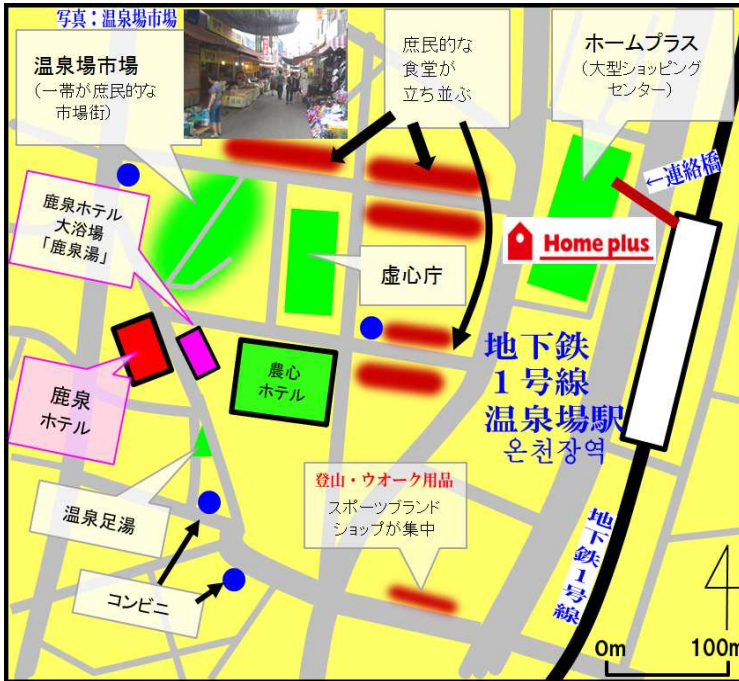 写真：温泉場市場
温泉場市場
（一帯が庶民的な
市場街）
庶民的な
食堂が
立ち並ぶ
ホームプラス
（大型ショッピング
センター）
←連絡橋
鹿泉ホテル
大浴場
「鹿泉湯」
虚心庁
Home plus
農心
ホテル
鹿泉
ホテル
地下鉄
１号線
温泉場駅
온천장역
登山・ウオーク用品
スポーツブランド
ショップが集中
温泉足湯
コンビニ
地下鉄1号線
0m
100m